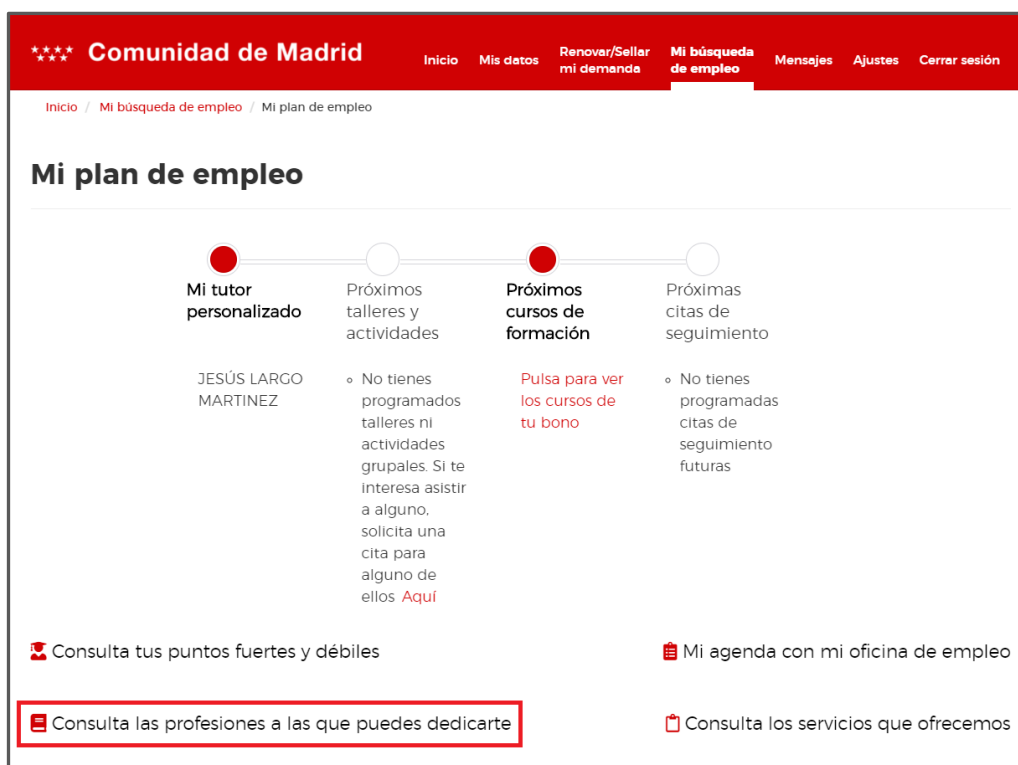 Comunidad de Madrid
Inicio
Mis datos
Renovar/Sellar
mi demanda
Mi búsqueda
de empleo
Mensajes
Ajustes
Cerrar sesión
Inicio / Mi búsqueda de empleo / Mi plan de empleo
Mi plan de empleo
Mi tutor
personalizado
JESÚS LARGO
MARTINEZ
Próximos
talleres y
actividades
No tienes
programados
talleres ni
actividades
grupales. Si te
interesa asistir
a alguno,
solicita una
cita para
alguno de
ellos Aquí
Próximos
cursos de
formación
Pulsa para ver
los cursos de
tu bono
Próximas
citas de
seguimiento
No tienes
programadas
citas de
seguimiento
futuras
Consulta tus puntos fuertes y débiles
Mi agenda con mi oficina de empleo
Consulta las profesiones a las que puedes dedicarte
Consulta los servicios que ofrecemos